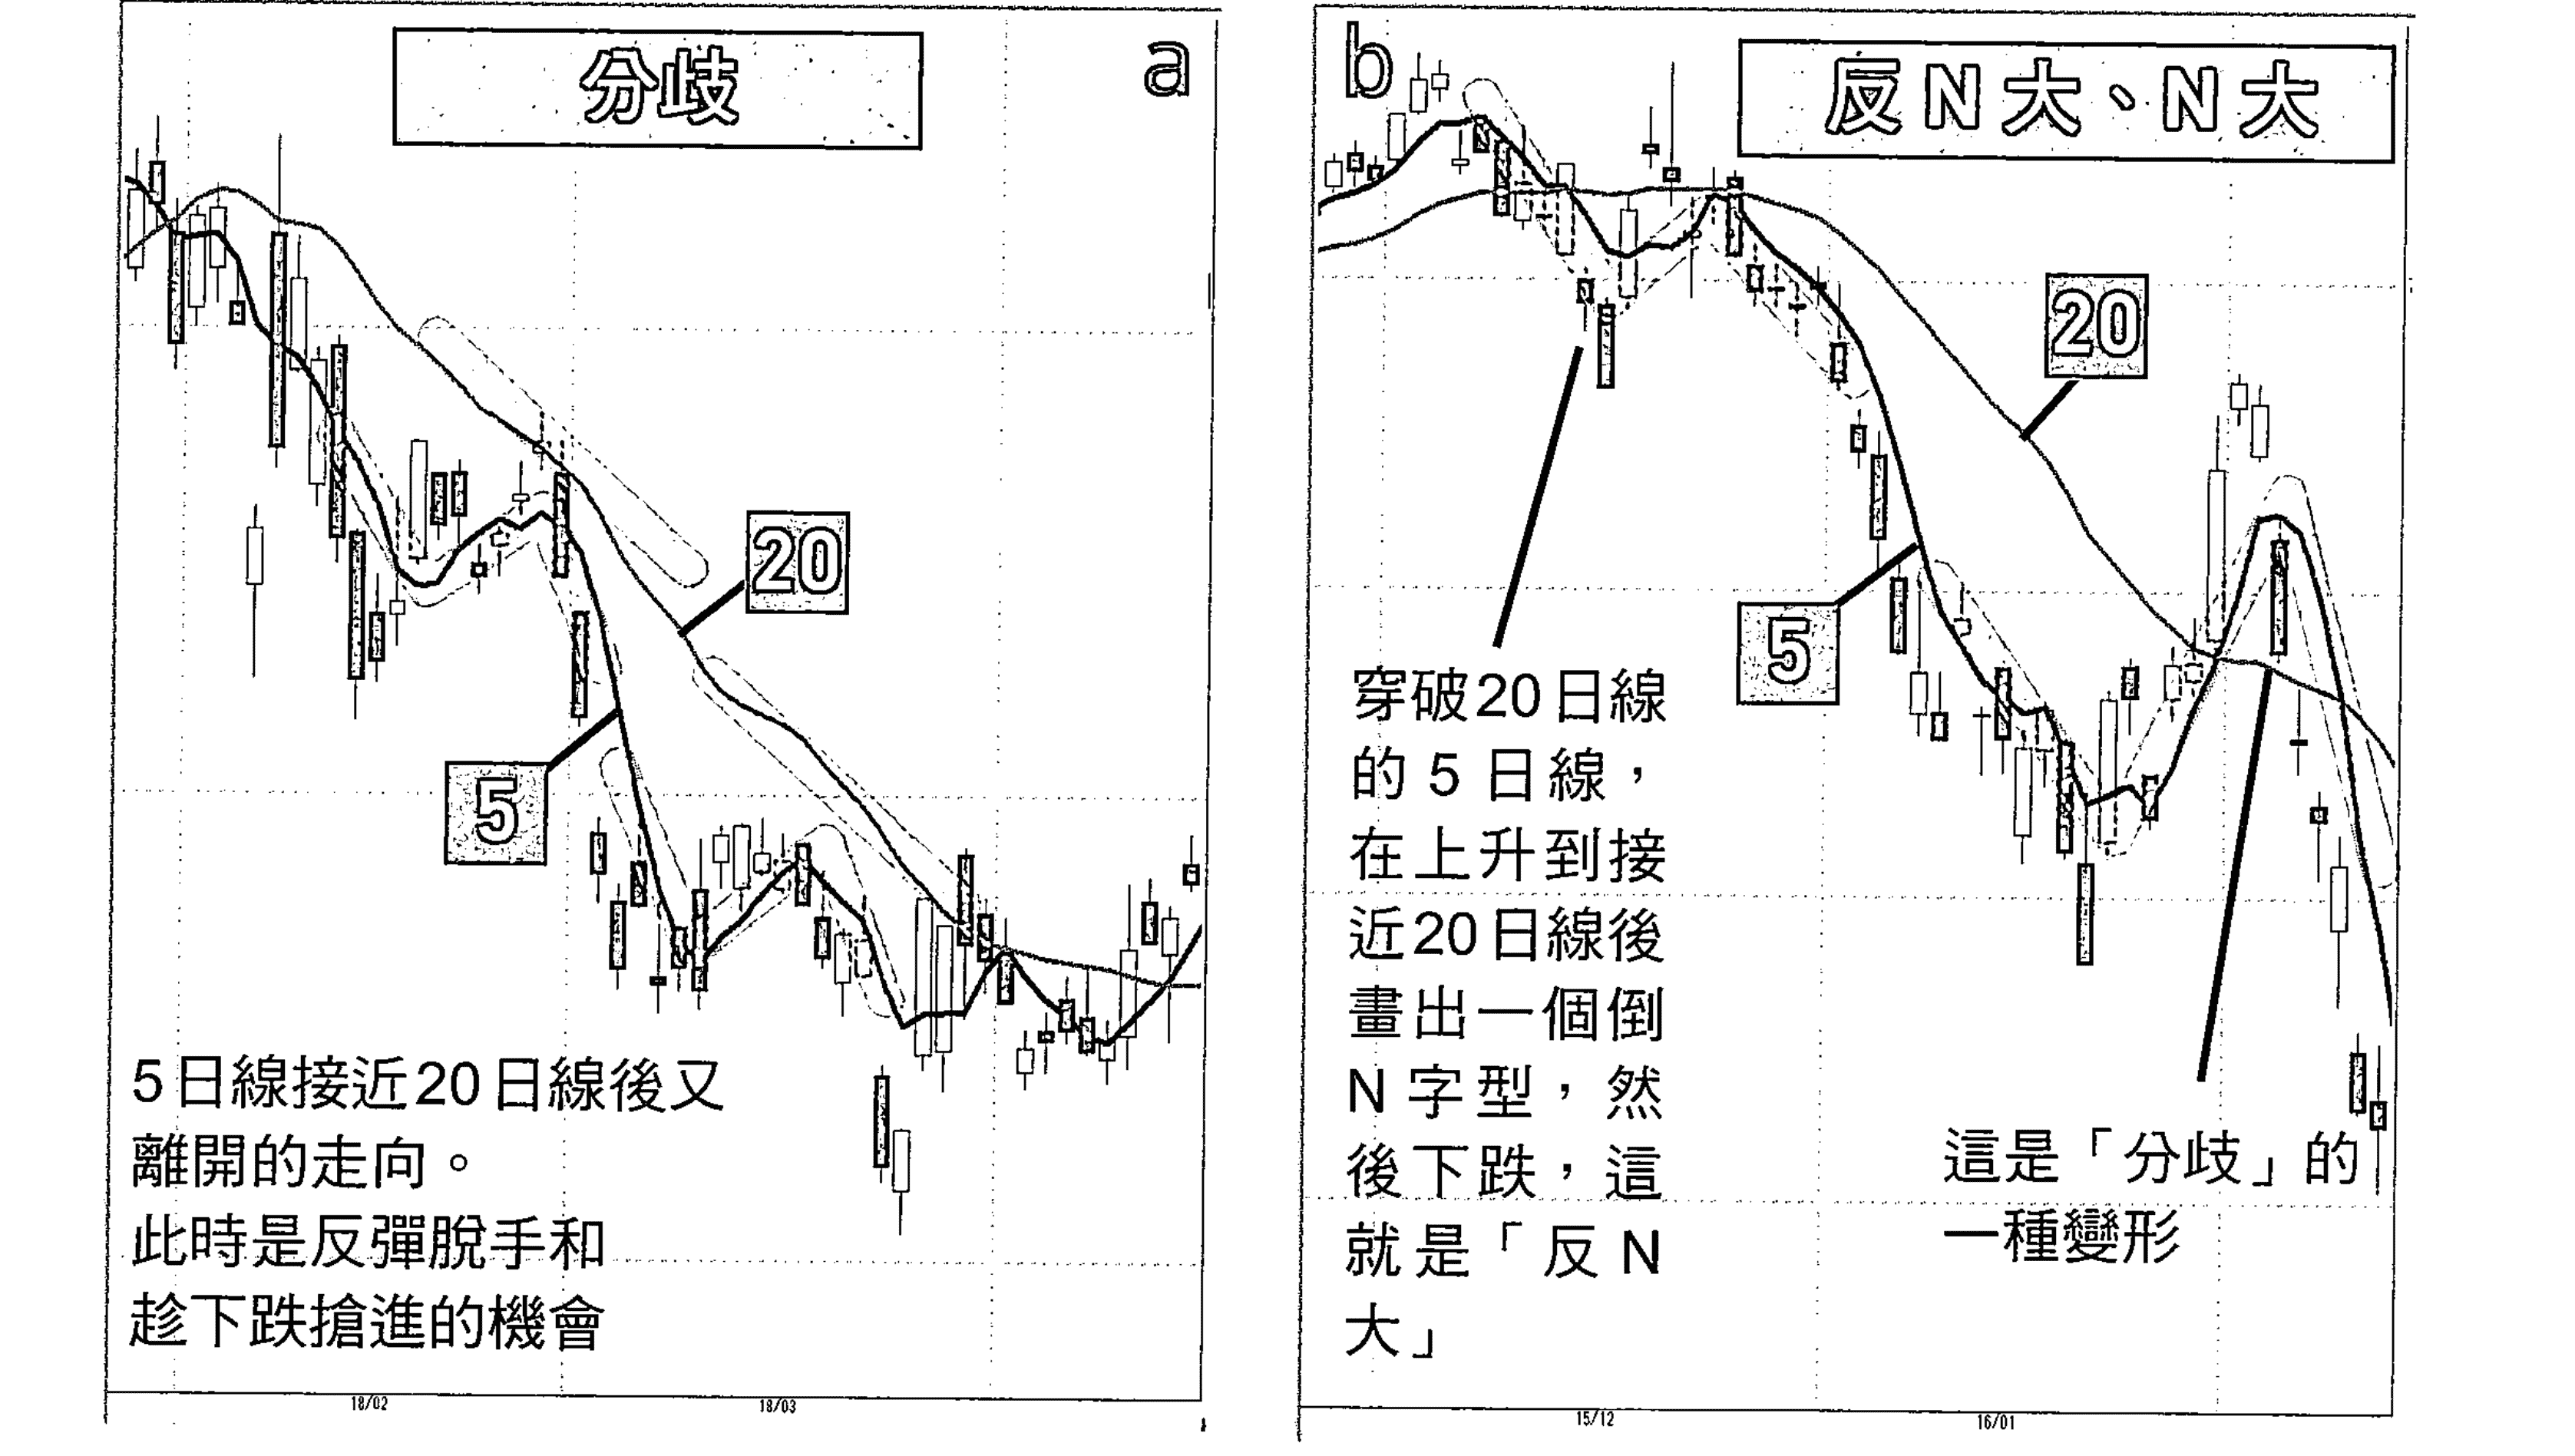 分歧
a
20
5
5日線接近20日線後又
離開的走向。
此時是反彈脫手和
趁下跌搶進的機會
18/02
18/03
b
反N大、N大
20
5
穿破20日線
的5日線，
在上升到接
近20日線後
畫出一個倒
N字型，然
後下跌，這
就是「反N
大」
這是「分歧」的
一種變形
15/12
16/01